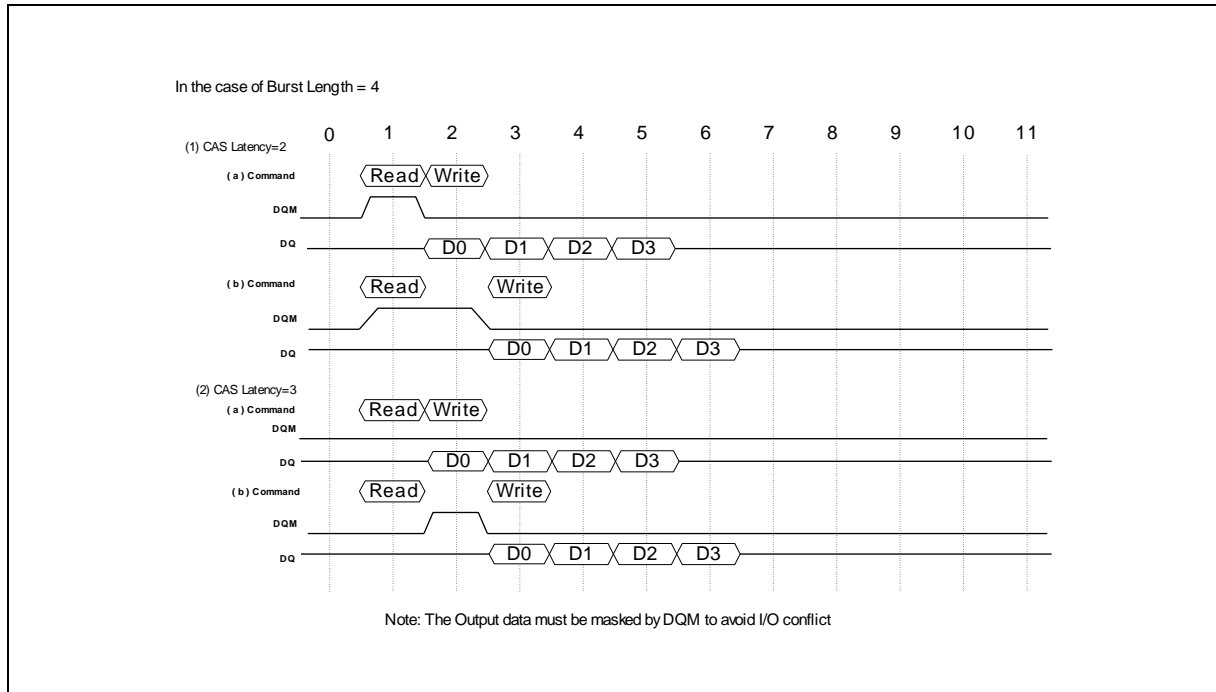 In the case of Burst Length = 4
0 1 2 3 4 5 6 7 8 9 10 11
(1) CAS Latency=2
( a ) Command Read Write
DQM
DQ D0 D1 D2 D3
( b ) Command Read Write
DQM
DQ D0 D1 D2 D3
(2) CAS Latency=3
( a ) Command Read Write
DQM
DQ D0 D1 D2 D3
( b ) Command Read Write
DQM
DQ D0 D1 D2 D3
Note: The Output data must be masked by DQM to avoid I/O conflict